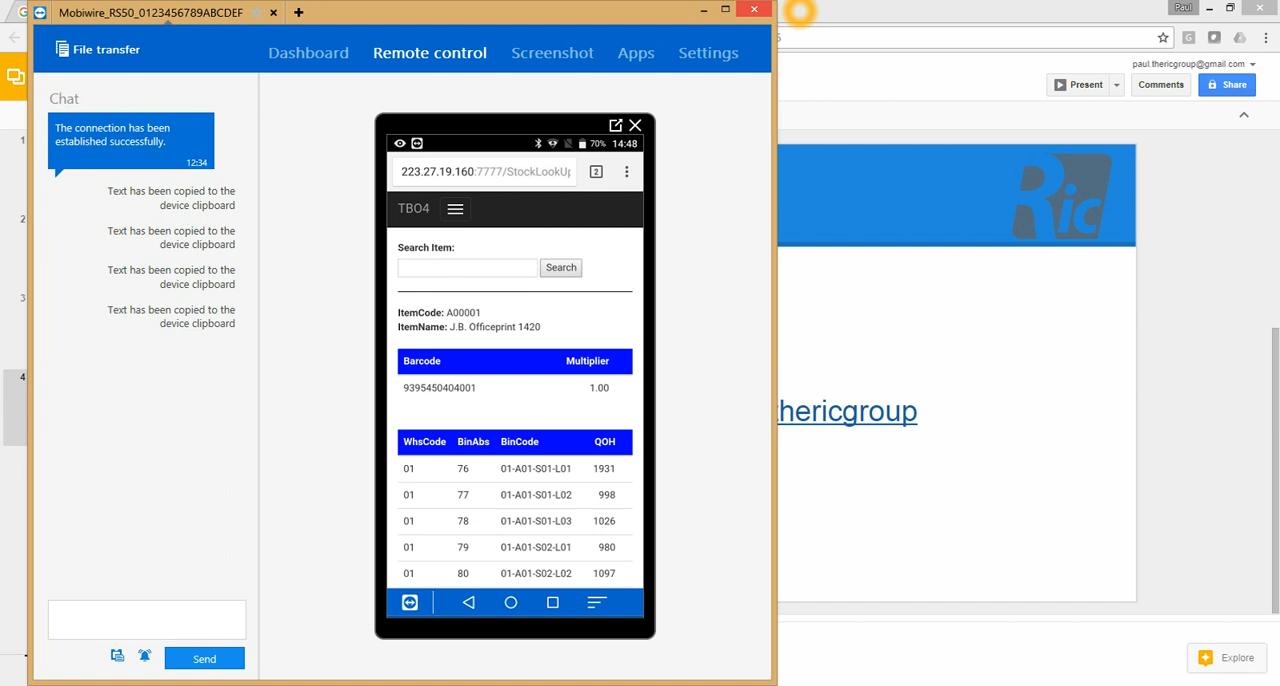 Mobiwire_RS50_0123456789ABCDEF
Paul
File transfer
Dashboard Remote control Screenshot Apps Settings
Chat
The connection has been
established successfully.
12:34
Text has been copied to the
device clipboard
Text has been copied to the
device clipboard
Text has been copied to the
device clipboard
Text has been copied to the
device clipboard
Send
70% 14:48
223.27.19.160:7777/StockLookUp
2
TBO4
Search Item:
Search
ItemCode: A00001
ItemName: J.B. Officeprint 1420
Barcode Multiplier
9395450404001 1.00
WhsCode BinAbs BinCode QOH
01 76 01-A01-S01-L01 1931
01 77 01-A01-S01-L02 998
01 78 01-A01-S01-L03 1026
01 79 01-A01-S02-L01 980
01 80 01-A01-S02-L02 1097
paul.thericgroup@gmail.com
Present Comments Share
1
2
3
4
Ric
thericgroup
Explore